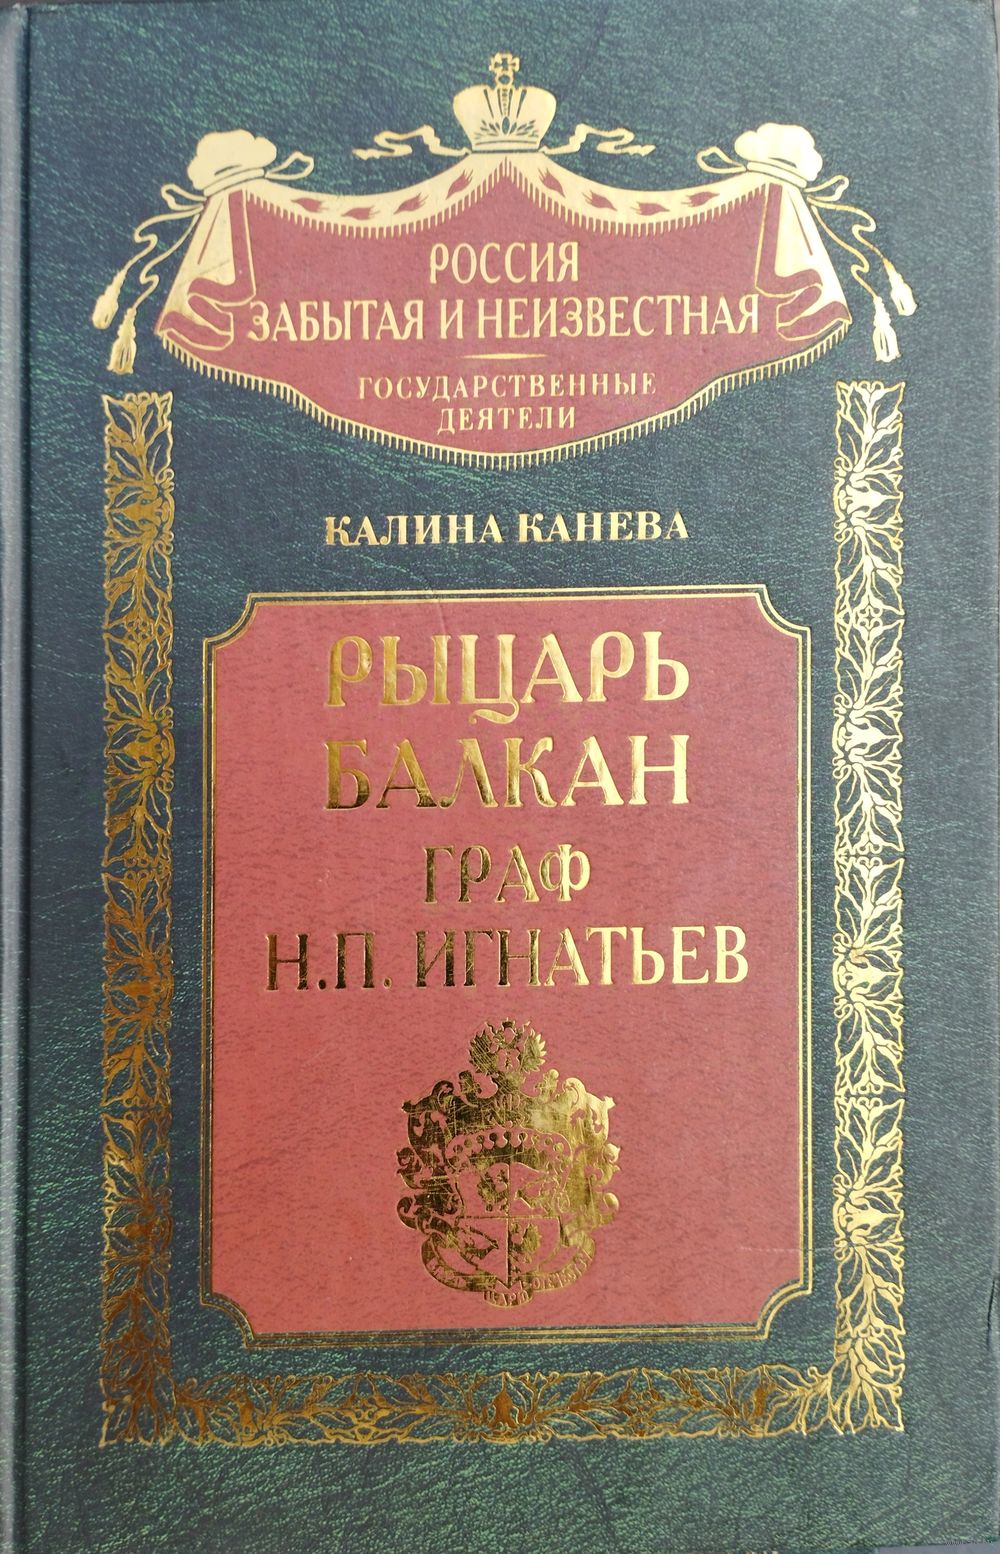 РОССИЯ
ЗАБЫТАЯ И НЕИЗВЕСТНАЯ
ГОСУДАРСТВЕННЫЕ
ДЕЯТЕЛИ
КАЛИНА КАНЕВА
РЫЦАРЬ
БАЛКАН
ГРАФ
Н.П. ИГНАТЬЕВ